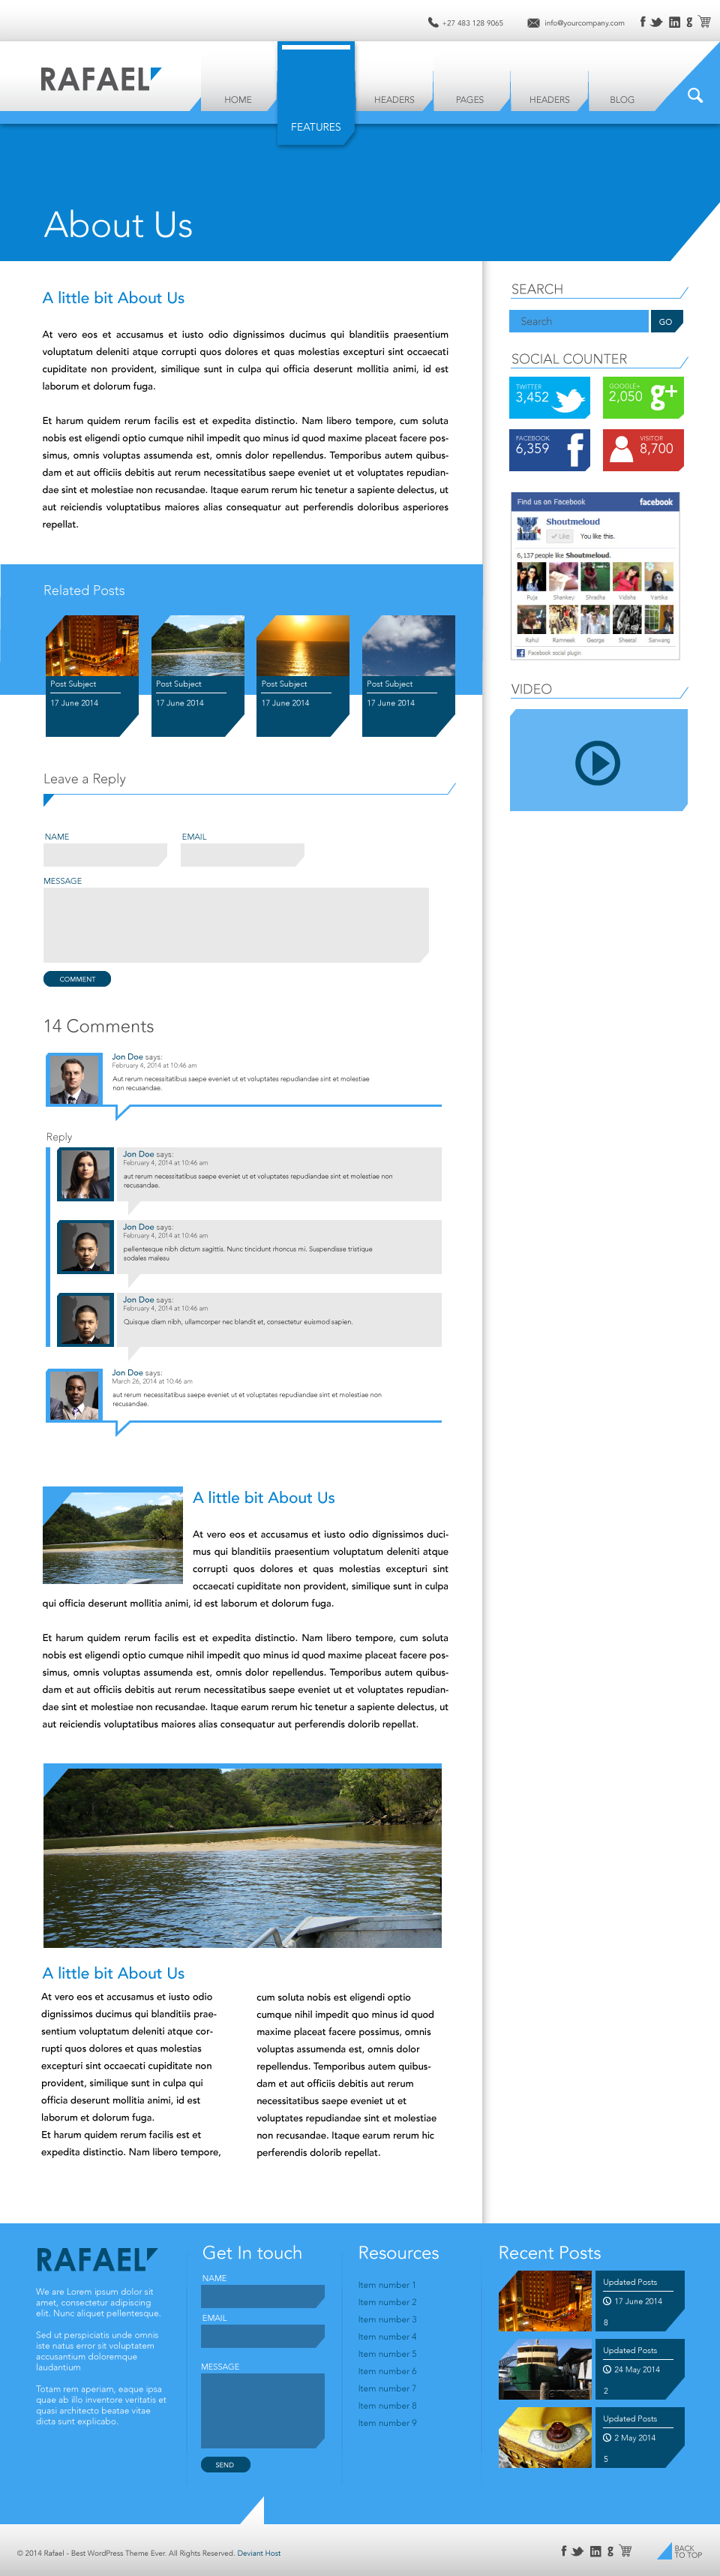 +27 483 128 9065
info@yourcompany.com
RAFAEL
HOME
FEATURES
HEADERS
PAGES
HEADERS
BLOG
About Us
A little bit About Us
At vero eos et accusamus et iusto odio dignissimos ducimus qui blanditiis praesentium
voluptatum deleniti atque corrupti quos dolores et quas molestias excepturi sint occaecati
cupiditate non provident, similique sunt in culpa qui officia deserunt mollitia animi, id est
laborum et dolorum fuga.
Et harum quidem rerum facilis est et expedita distinctio. Nam libero tempore, cum soluta
nobis est eligendi optio cumque nihil impedit quo minus id quod maxime placeat facere pos-
simus, omnis voluptas assumenda est, omnis dolor repellendus. Temporibus autem quibus-
dam et aut officiis debitis aut rerum necessitatibus saepe eveniet ut et voluptates repudian-
dae sint et molestiae non recusandae. Itaque earum rerum hic tenetur a sapiente delectus, ut
aut reiciendis voluptatibus maiores alias consequatur aut perferendis doloribus asperiores
repellat.
SEARCH
Search
GO
SOCIAL COUNTER
TWITTER
3,452
GOOGLE+
2,050
FACEBOOK
6,359
VISITOR
8,700
Find us on Facebook
facebook
Shoutmeloud
Like
You like this.
6,137 people like Shoutmeloud.
Puja Shankey Shradha Vidisha Vartika
Rahul Ramneek George Sheetal Sarwang
Facebook social plugin
VIDEO
Related Posts
Post Subject
17 June 2014
Post Subject
17 June 2014
Post Subject
17 June 2014
Post Subject
17 June 2014
Leave a Reply
NAME
EMAIL
MESSAGE
COMMENT
14 Comments
Jon Doe says:
February 4, 2014 at 10:46 am
Aut rerum necessitatibus saepe eveniet ut et voluptates repudiandae sint et molestiae
non recusandae.
Reply
Jon Doe says:
February 4, 2014 at 10:46 am
aut rerum necessitatibus saepe eveniet ut et voluptates repudiandae sint et molestiae non
recusandae.
Jon Doe says:
February 4, 2014 at 10:46 am
pellentesque nibh dictum sagittis. Nunc tincidunt rhoncus mi. Suspendisse tristique
sodales malesu
Jon Doe says:
February 4, 2014 at 10:46 am
Quisque diam nibh, ullamcorper nec blandit et, consectetur euismod sapien.
Jon Doe says:
March 26, 2014 at 10:46 am
aut rerum necessitatibus saepe eveniet ut et voluptates repudiandae sint et molestiae non
recusandae.
A little bit About Us
At vero eos et accusamus et iusto odio dignissimos duci-
mus qui blanditiis praesentium voluptatum deleniti atque
corrupti quos dolores et quas molestias excepturi sint
occaecati cupiditate non provident, similique sunt in culpa
qui officia deserunt mollitia animi, id est laborum et dolorum fuga.
Et harum quidem rerum facilis est et expedita distinctio. Nam libero tempore, cum soluta
nobis est eligendi optio cumque nihil impedit quo minus id quod maxime placeat facere pos-
simus, omnis voluptas assumenda est, omnis dolor repellendus. Temporibus autem quibus-
dam et aut officiis debitis aut rerum necessitatibus saepe eveniet ut et voluptates repudian-
dae sint et molestiae non recusandae. Itaque earum rerum hic tenetur a sapiente delectus, ut
aut reiciendis voluptatibus maiores alias consequatur aut perferendis dolorib repellat.
A little bit About Us
At vero eos et accusamus et iusto odio
dignissimos ducimus qui blanditiis prae-
sentium voluptatum deleniti atque cor-
rupti quos dolores et quas molestias
excepturi sint occaecati cupiditate non
provident, similique sunt in culpa qui
officia deserunt mollitia animi, id est
laborum et dolorum fuga.
Et harum quidem rerum facilis est et
expedita distinctio. Nam libero tempore,
cum soluta nobis est eligendi optio
cumque nihil impedit quo minus id quod
maxime placeat facere possimus, omnis
voluptas assumenda est, omnis dolor
repellendus. Temporibus autem quibus-
dam et aut officiis debitis aut rerum
necessitatibus saepe eveniet ut et
voluptates repudiandae sint et molestiae
non recusandae. Itaque earum rerum hic
perferendis dolorib repellat.
RAFAEL
We are Lorem ipsum dolor sit
amet, consectetur adipiscing
elit. Nunc aliquet pellentesque.
Sed ut perspiciatis unde omnis
iste natus error sit voluptatem
accusantium doloremque
laudantium
Totam rem aperiam, eaque ipsa
quae ab illo inventore veritatis et
quasi architecto beatae vitae
dicta sunt explicabo.
Get In touch
NAME
EMAIL
MESSAGE
SEND
Resources
Item number 1
Item number 2
Item number 3
Item number 4
Item number 5
Item number 6
Item number 7
Item number 8
Item number 9
Recent Posts
Updated Posts
17 June 2014
8
Updated Posts
24 May 2014
2
Updated Posts
2 May 2014
5
© 2014 Rafael - Best WordPress Theme Ever. All Rights Reserved. Deviant Host
BACK
TO TOP